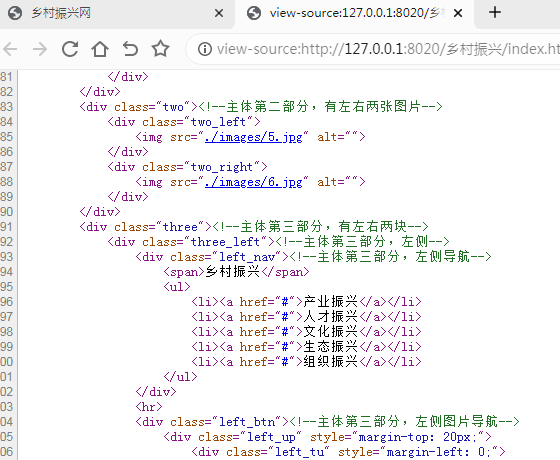 乡村振兴网
view-source:127.0.0.1:8020/乡
view-source:http://127.0.0.1:8020/乡村振兴/index.ht
81 </div>
82 </div>
83 <div class="two"><!--主体第二部分，有左右两张图片-->
84 <div class="two_left">
85 <img src="./images/5.jpg" alt="">
86 </div>
87 <div class="two_right">
88 <img src="./images/6.jpg" alt="">
89 </div>
90 </div>
91 <div class="three"><!--主体第三部分，有左右两块-->
92 <div class="three_left"><!--主体第三部分，左侧-->
93 <div class="left_nav"><!--主体第三部分，左侧导航-->
94 <span>乡村振兴</span>
95 <ul>
96 <li><a href="#">产业振兴</a></li>
97 <li><a href="#">人才振兴</a></li>
98 <li><a href="#">文化振兴</a></li>
99 <li><a href="#">生态振兴</a></li>
00 <li><a href="#">组织振兴</a></li>
01 </ul>
02 </div>
03 <hr>
04 <div class="left_btn"><!--主体第三部分，左侧图片导航-->
05 <div class="left_up" style="margin-top: 20px;">
06 <div class="left_tu" style="margin-left: 0;">